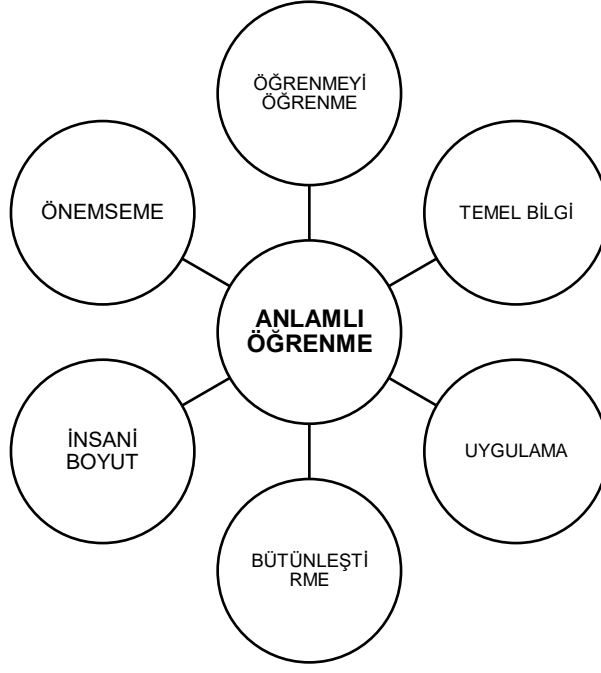 ÖĞRENMEYİ
ÖĞRENME
ÖNEMSEME
TEMEL BİLGİ
ANLAMLI
ÖĞRENME
İNSANİ
BOYUT
UYGULAMA
BÜTÜNLEŞTİ
RME